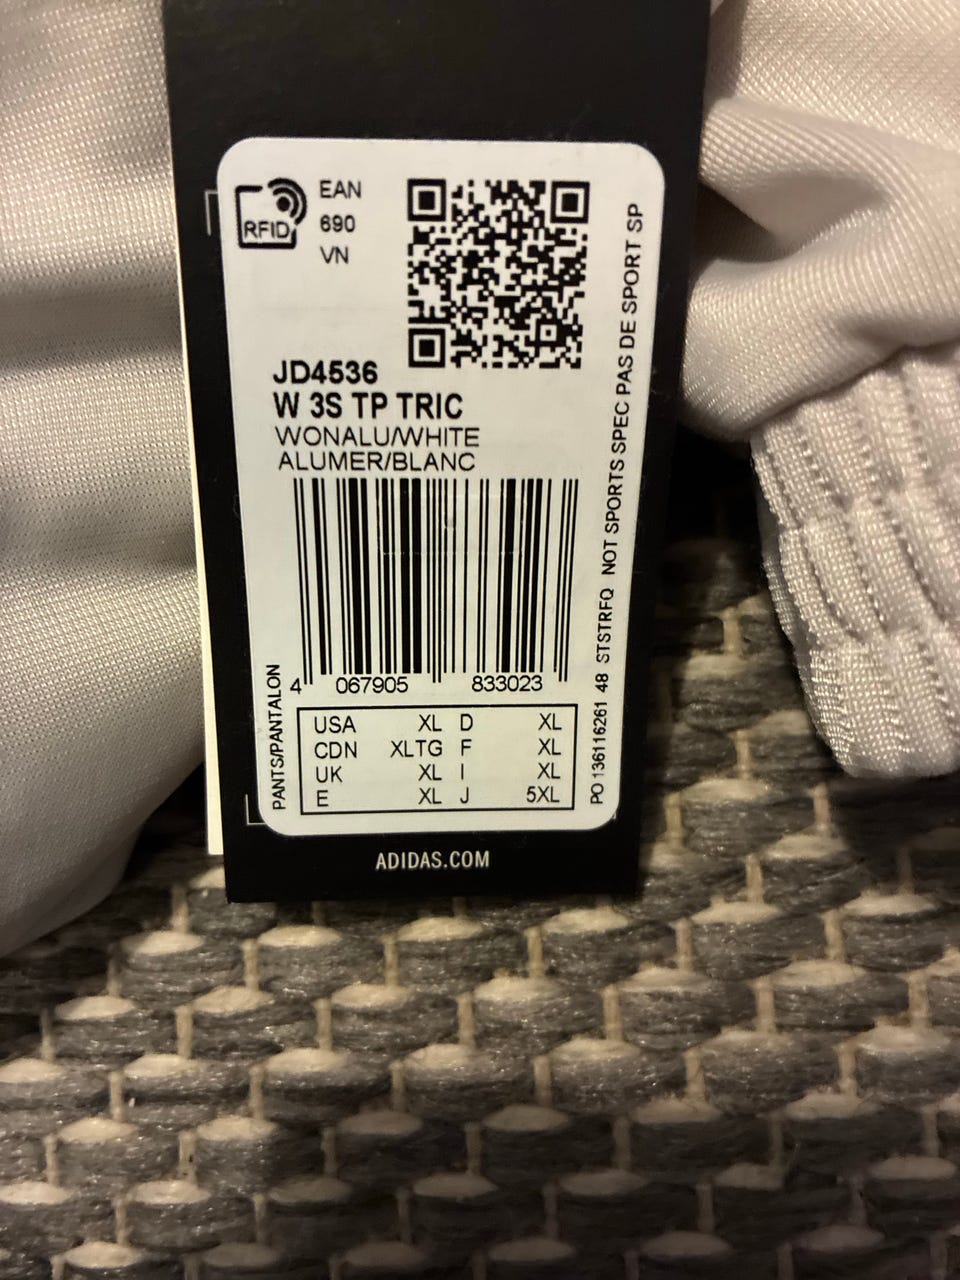 RFID
EAN
690
VN
JD4536
W 3S TP TRIC
WONALU/WHITE
ALUMER/BLANC
4 067905 833023
PANTS/PANTALON
USA XL D XL
CDN XLTG F XL
UK XL I XL
E XL J 5XL
PO 136116261 48 STSTRFQ NOT SPORTS SPEC PAS DE SPORT SP
ADIDAS.COM